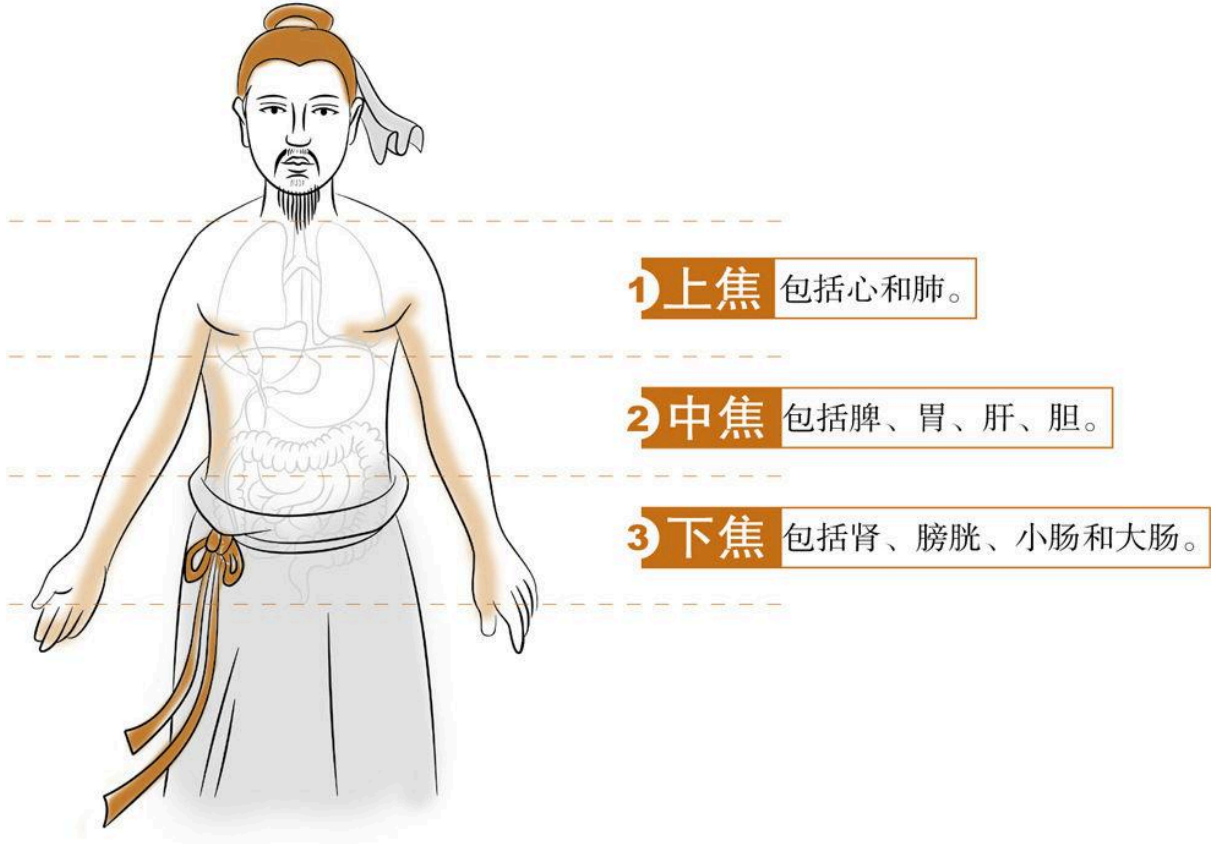 1 上焦 包括心和肺。
2 中焦 包括脾、胃、肝、胆。
3 下焦 包括肾、膀胱、小肠和大肠。